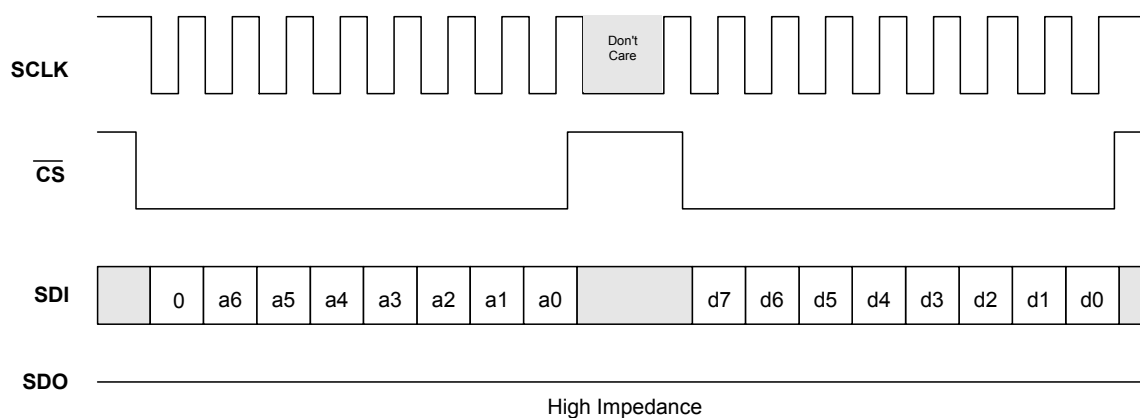 SCLK
Don't
Care
CS
SDI
0 a6 a5 a4 a3 a2 a1 a0 d7 d6 d5 d4 d3 d2 d1 d0
SDO
High Impedance